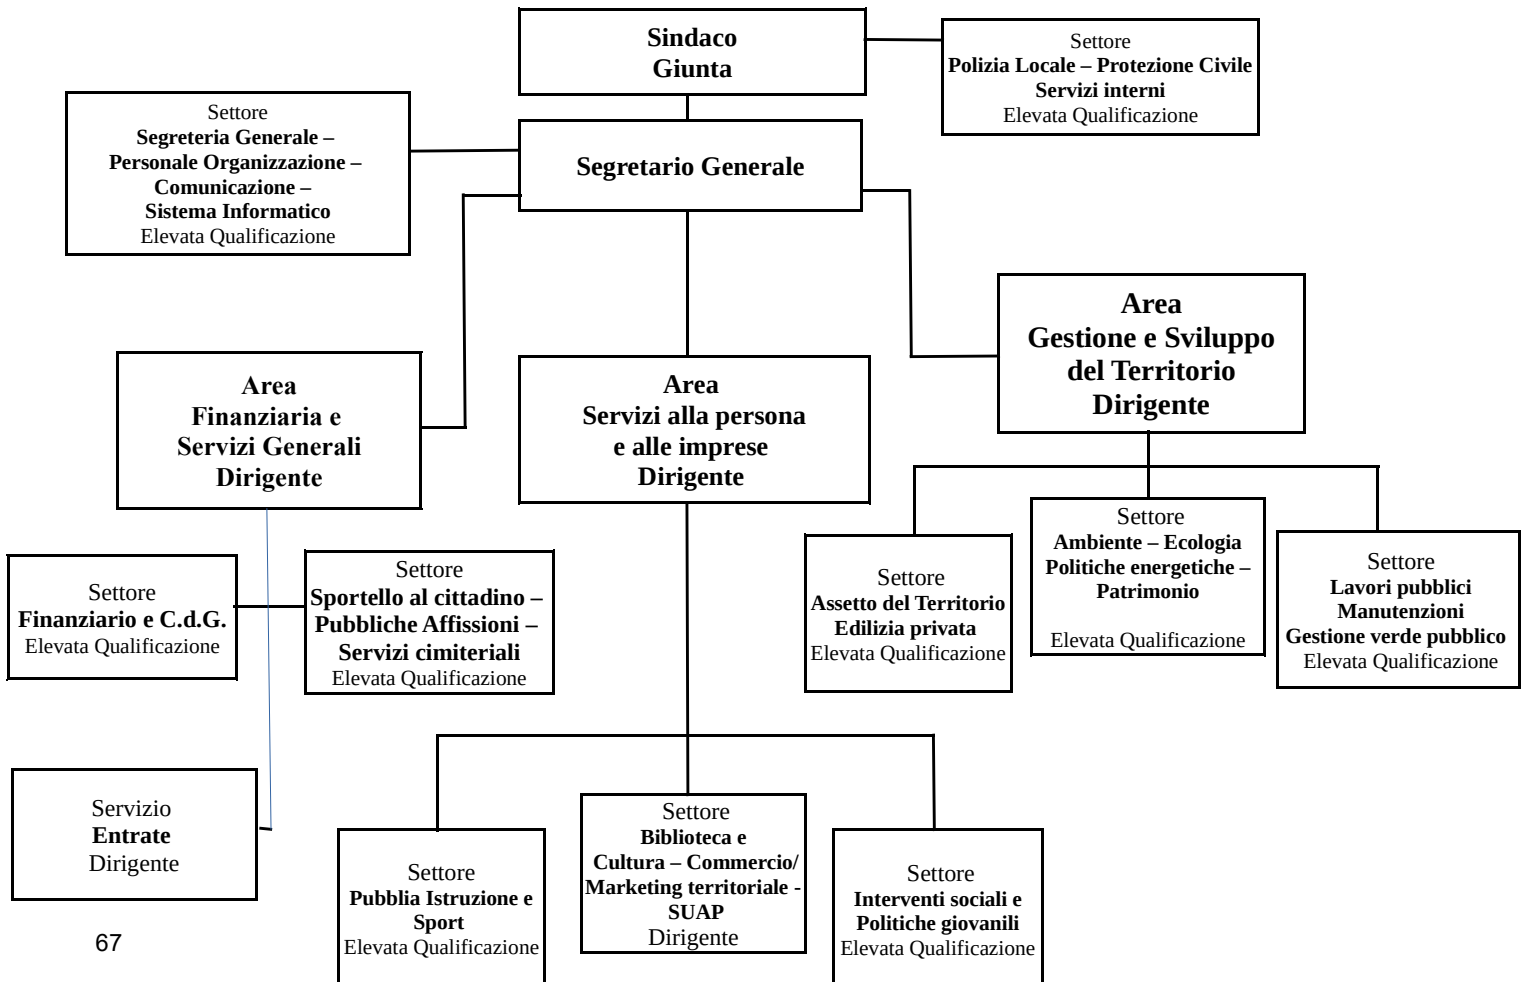 Sindaco
Giunta
Settore
Polizia Locale – Protezione Civile
Servizi interni
Elevata Qualificazione
Settore
Segreteria Generale –
Personale Organizzazione –
Comunicazione –
Sistema Informatico
Elevata Qualificazione
Segretario Generale
Area
Gestione e Sviluppo
del Territorio
Dirigente
Area
Finanziaria e
Servizi Generali
Dirigente
Area
Servizi alla persona
e alle imprese
Dirigente
Settore
Finanziario e C.d.G.
Elevata Qualificazione
Settore
Sportello al cittadino –
Pubbliche Affissioni –
Servizi cimiteriali
Elevata Qualificazione
Settore
Assetto del Territorio
Edilizia privata
Elevata Qualificazione
Settore
Ambiente – Ecologia
Politiche energetiche –
Patrimonio
Elevata Qualificazione
Settore
Lavori pubblici
Manutenzioni
Gestione verde pubblico
Elevata Qualificazione
Servizio
Entrate
Dirigente
Settore
Pubblia Istruzione e
Sport
Elevata Qualificazione
Settore
Biblioteca e
Cultura – Commercio/
Marketing territoriale -
SUAP
Dirigente
Settore
Interventi sociali e
Politiche giovanili
Elevata Qualificazione
67